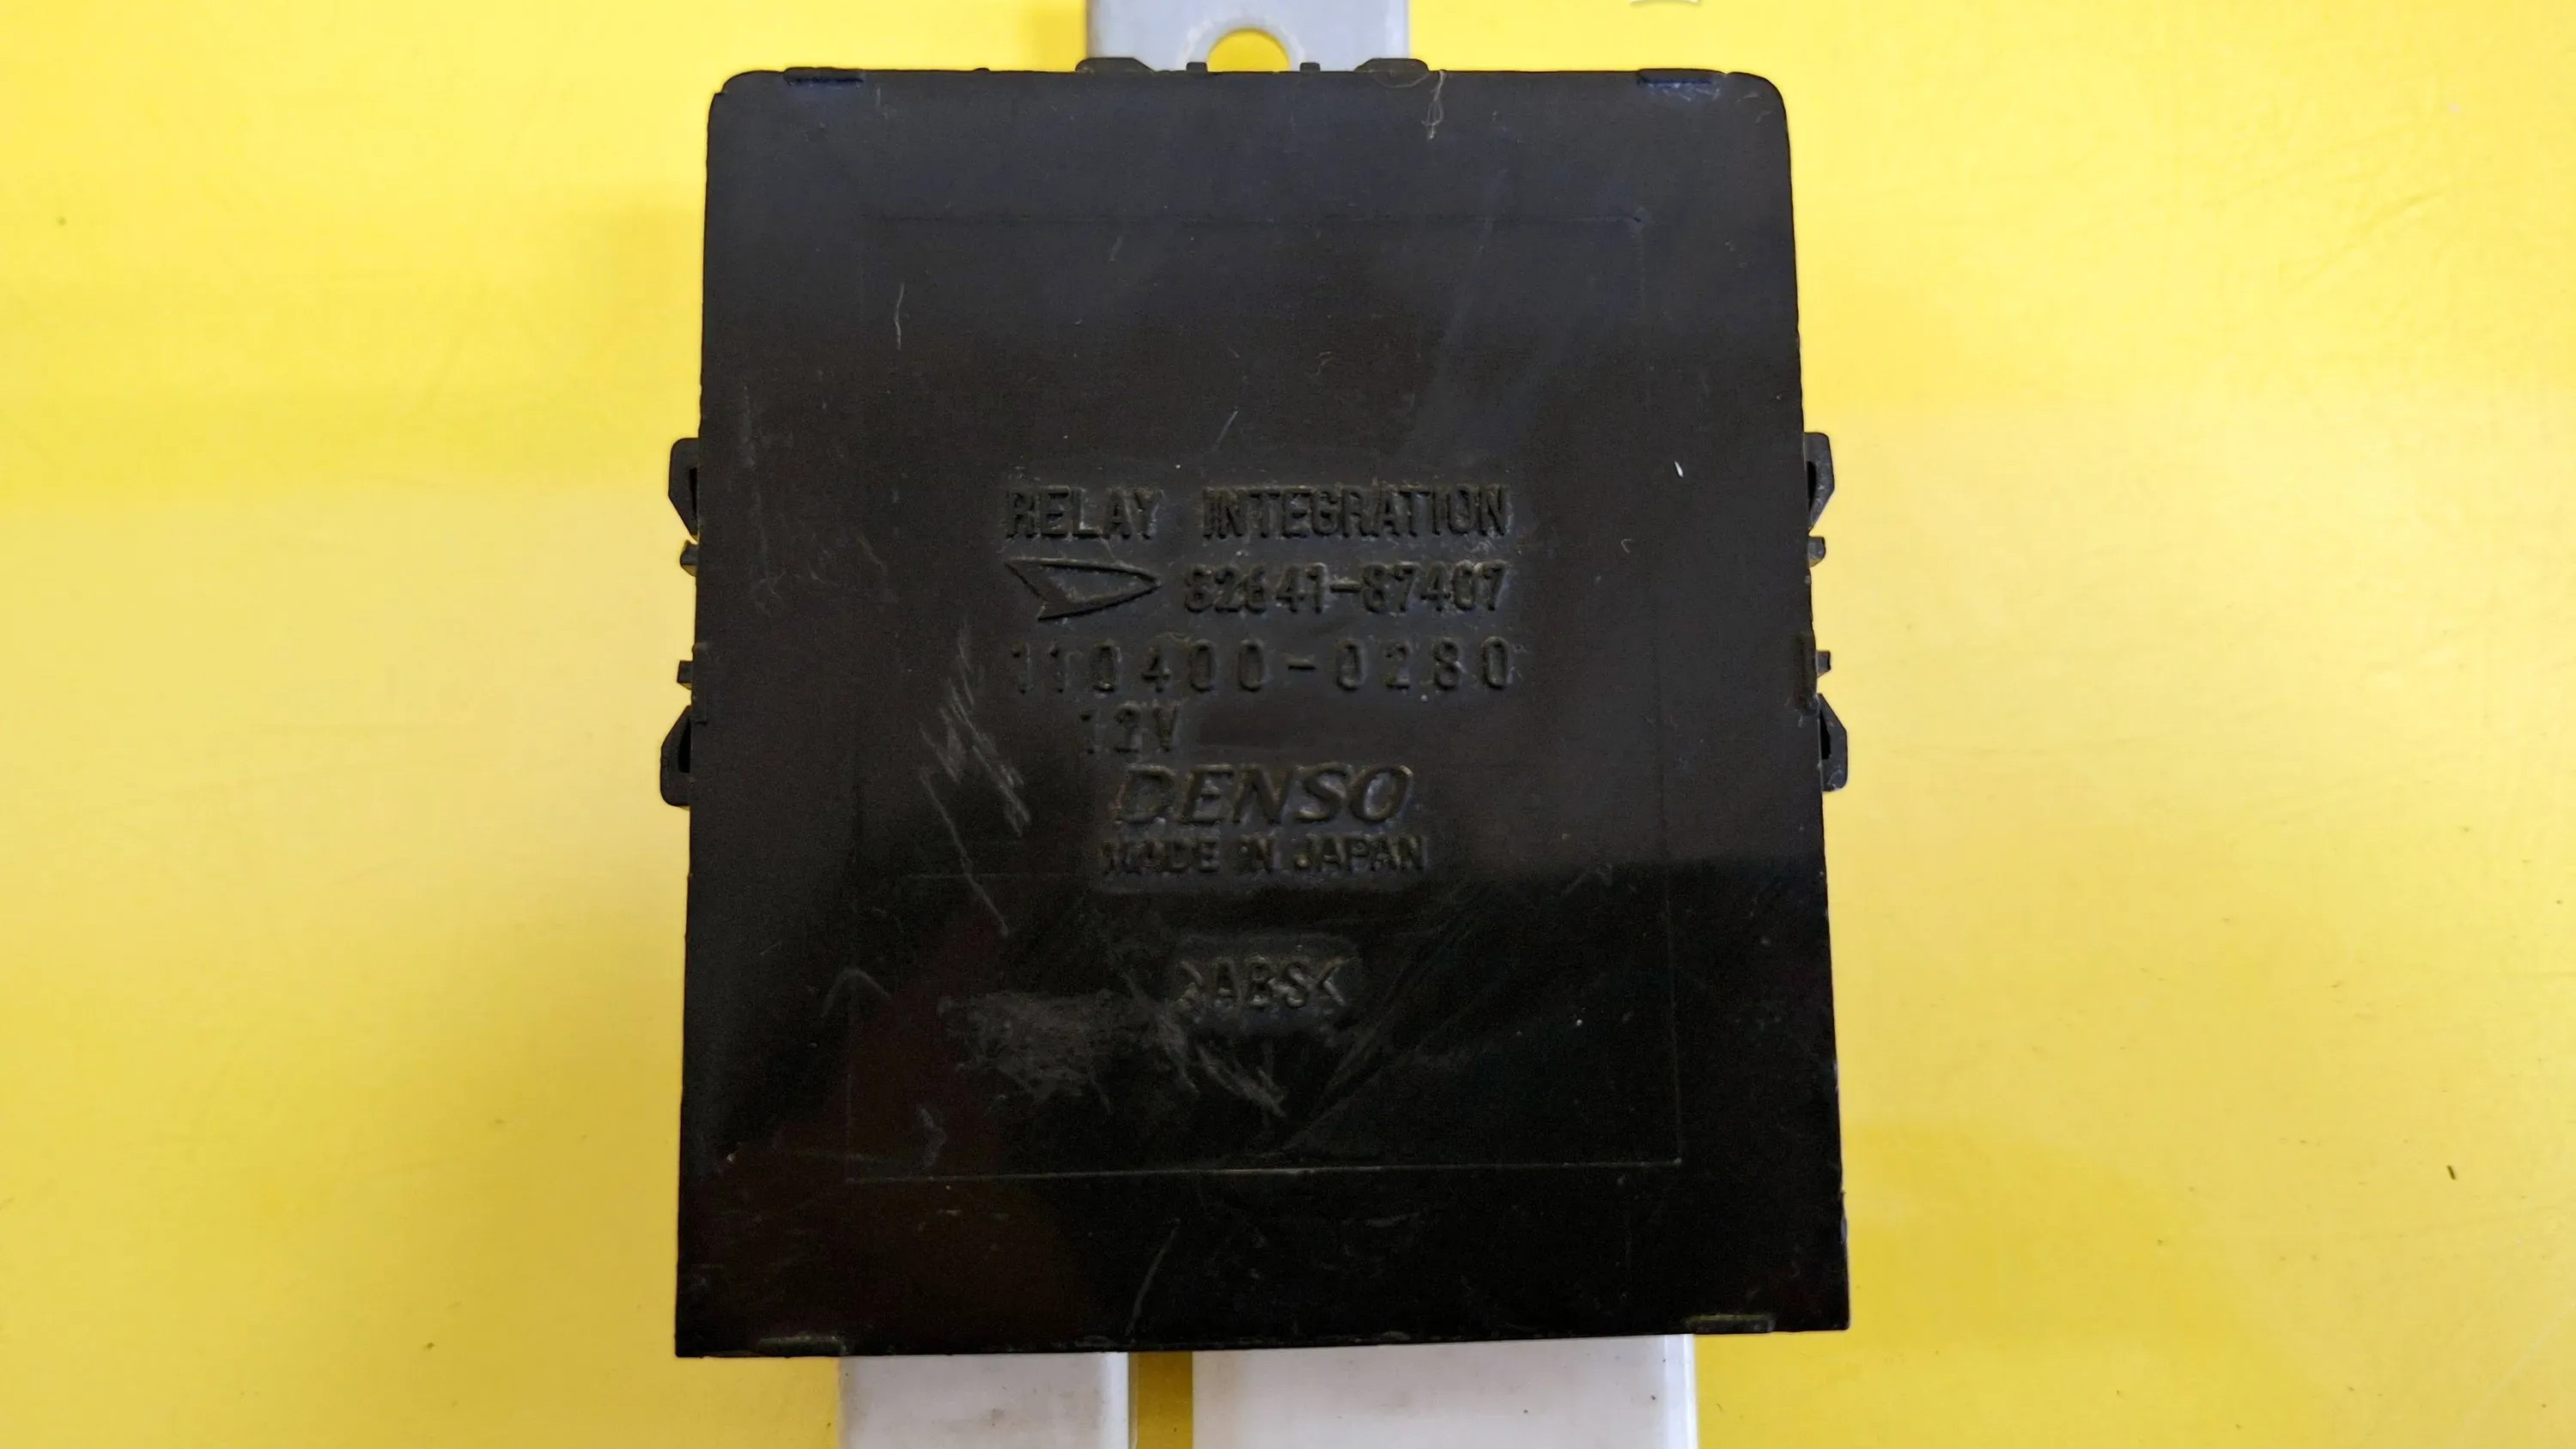 RELAY INTEGRATION
82641-87407
110400-0280
12V
DENSO
MADE IN JAPAN
>ABS<